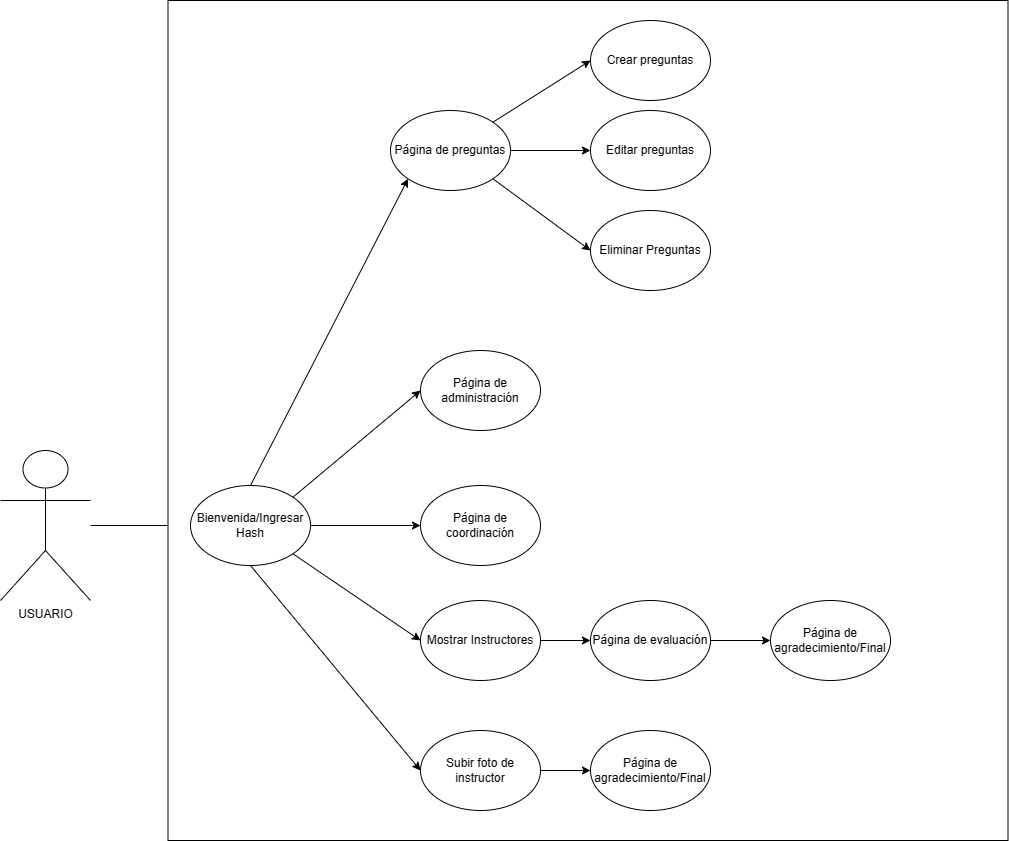 Crear preguntas
Página de preguntas
Editar preguntas
Eliminar Preguntas
Página de
administración
Bienvenida/Ingresar
Hash
Página de
coordinación
USUARIO
Mostrar Instructores
Página de evaluación
Página de
agradecimiento/Final
Subir foto de
instructor
Página de
agradecimiento/Final